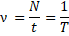 ν = N/t = 1/T